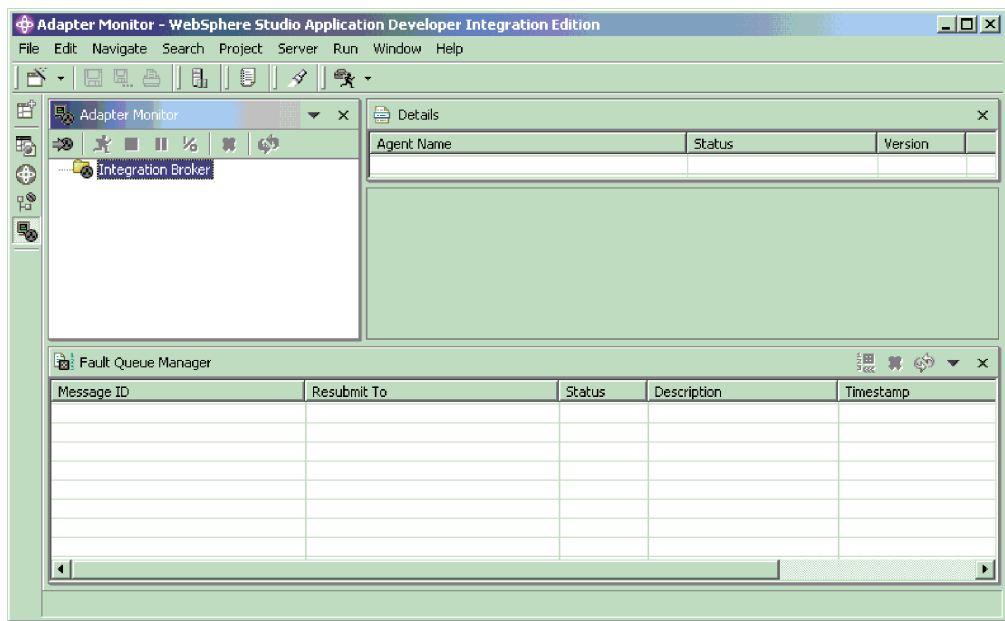 Adapter Monitor - WebSphere Studio Application Developer Integration Edition
File Edit Navigate Search Project Server Run Window Help
Adapter Monitor
Integration Broker
Details
Agent Name Status Version
Fault Queue Manager
Message ID Resubmit To Status Description Timestamp